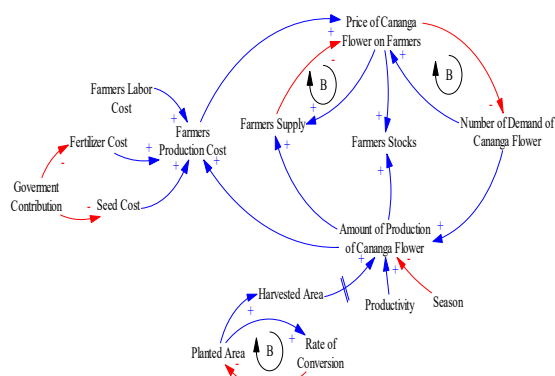 Price of Cananga
Flower on Farmers
+
-
B
B
Farmers Labor
Cost
+
+
-
Fertilizer Cost
+
+
Farmers
Production Cost
+
+
+
Farmers Supply
+
Farmers Stocks
+
Number of Demand of
Cananga Flower
-
Goverment
Contribution
-
Seed Cost
Amount of Production
of Cananga Flower
+
+
-
+
Harvested Area
Productivity
Season
+
+
Planted Area
B
Rate of
Conversion
-